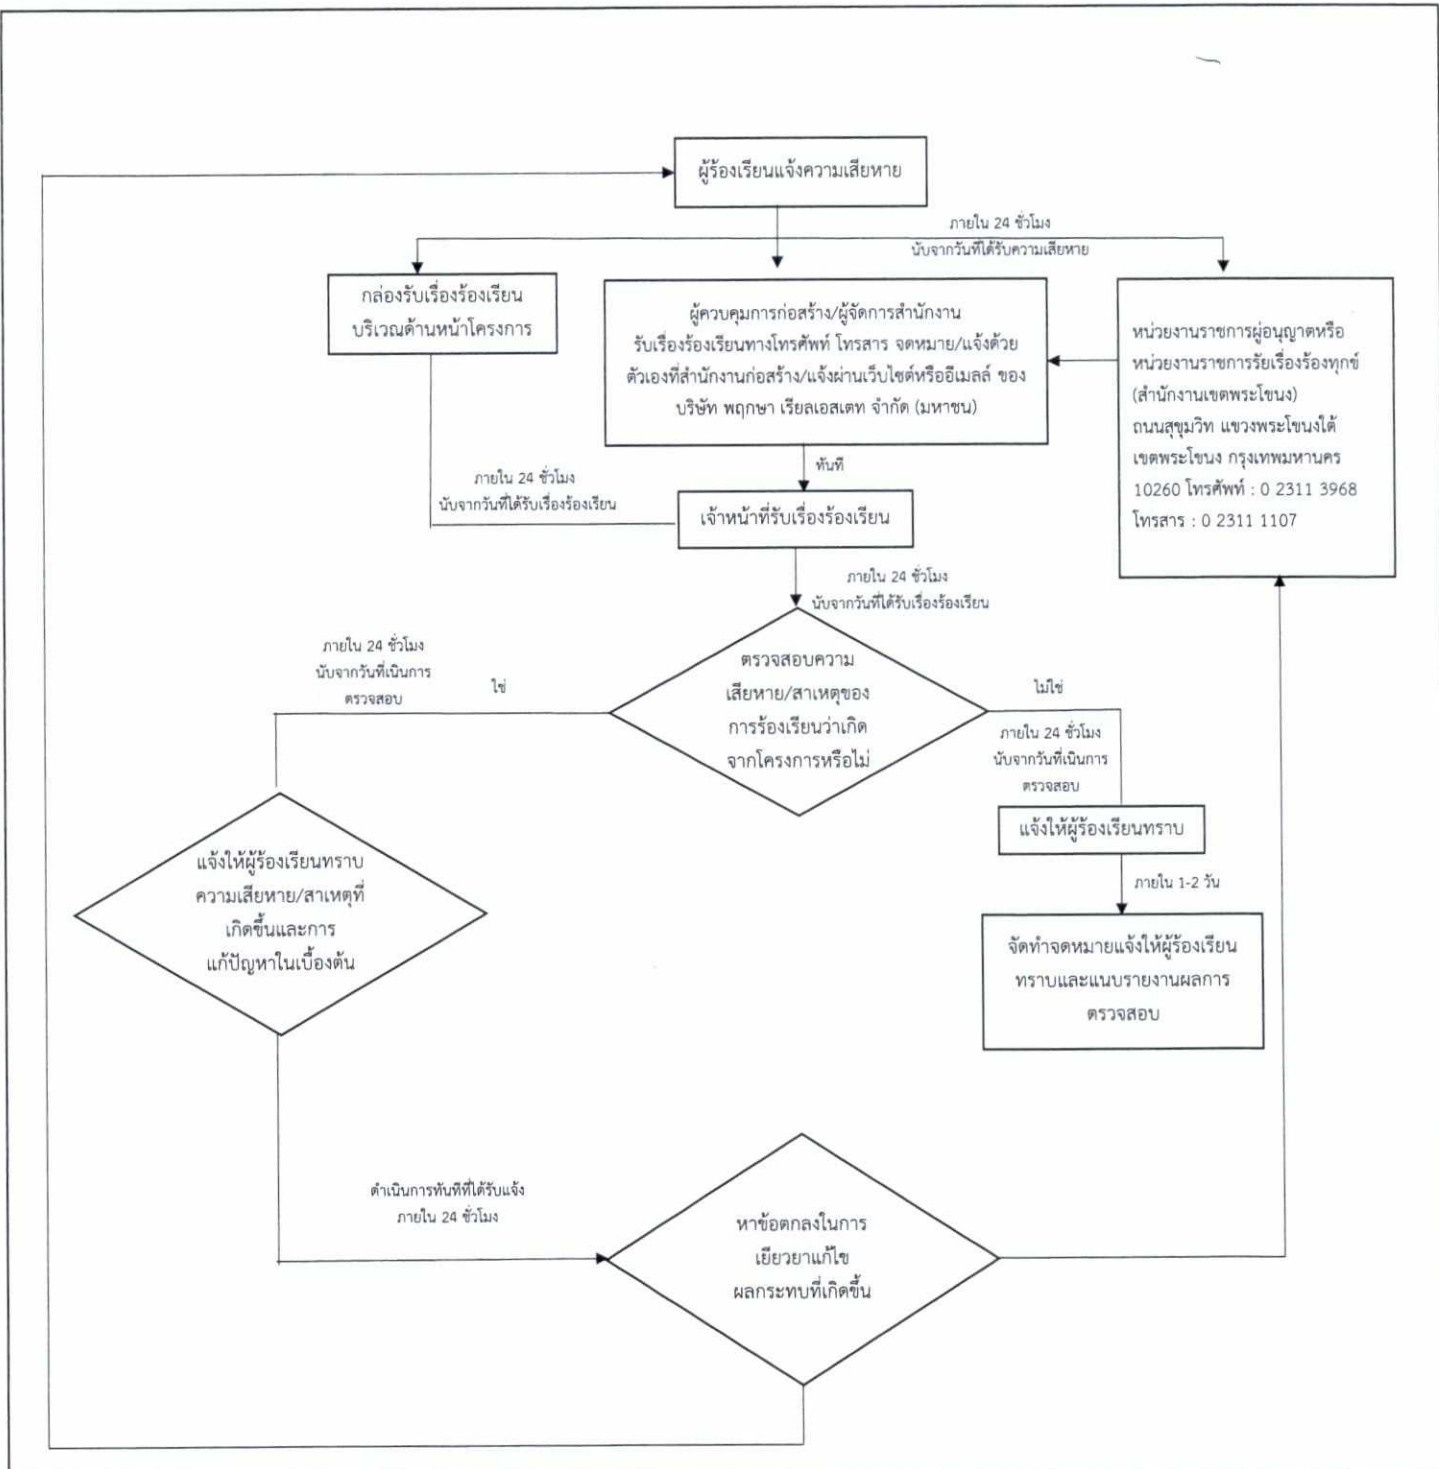 ผู้ร้องเรียนแจ้งความเสียหาย
ภายใน 24 ชั่วโมง
นับจากวันที่ได้รับความเสียหาย
กล่องรับเรื่องร้องเรียน
บริเวณด้านหน้าโครงการ
ผู้ควบคุมการก่อสร้าง/ผู้จัดการสำนักงาน
รับเรื่องร้องเรียนทางโทรศัพท์ โทรสาร จดหมาย/แจ้งด้วย
ตัวเองที่สำนักงานก่อสร้าง/แจ้งผ่านเว็บไซต์หรืออีเมลล์ ของ
บริษัท พฤกษา เรียลเอสเตท จำกัด (มหาชน)
หน่วยงานราชการผู่อนุญาตหรือ
หน่วยงานราชการรัยเรื่องร้องทุกข์
(สำนักงานเขตพระโขนง)
ถนนสุขุมวิท แขวงพระโขนงใต้
เขตพระโขนง กรุงเทพมหานคร
10260 โทรศัพท์ : 0 2311 3968
โทรสาร : 0 2311 1107
ทันที
ภายใน 24 ชั่วโมง
นับจากวันที่ได้รับเรื่องร้องเรียน
เจ้าหน้าที่รับเรื่องร้องเรียน
ภายใน 24 ชั่วโมง
นับจากวันที่ได้รับเรื่องร้องเรียน
ตรวจสอบความ
เสียหาย/สาเหตุของ
การร้องเรียนว่าเกิด
จากโครงการหรือไม่
ภายใน 24 ชั่วโมง
นับจากวันที่เนินการ
ตรวจสอบ
ใช่
ไม่ใช่
ภายใน 24 ชั่วโมง
นับจากวันที่เนินการ
ตรวจสอบ
แจ้งให้ผู้ร้องเรียนทราบ
ภายใน 1-2 วัน
จัดทำจดหมายแจ้งให้ผู้ร้องเรียน
ทราบและแนบรายงานผลการ
ตรวจสอบ
แจ้งให้ผู้ร้องเรียนทราบ
ความเสียหาย/สาเหตุที่
เกิดขึ้นและการ
แก้ปัญหาในเบื้องต้น
ดำเนินการทันทีที่ได้รับแจ้ง
ภายใน 24 ชั่วโมง
หาข้อตกลงในการ
เยียวยาแก้ไข
ผลกระทบที่เกิดขึ้น